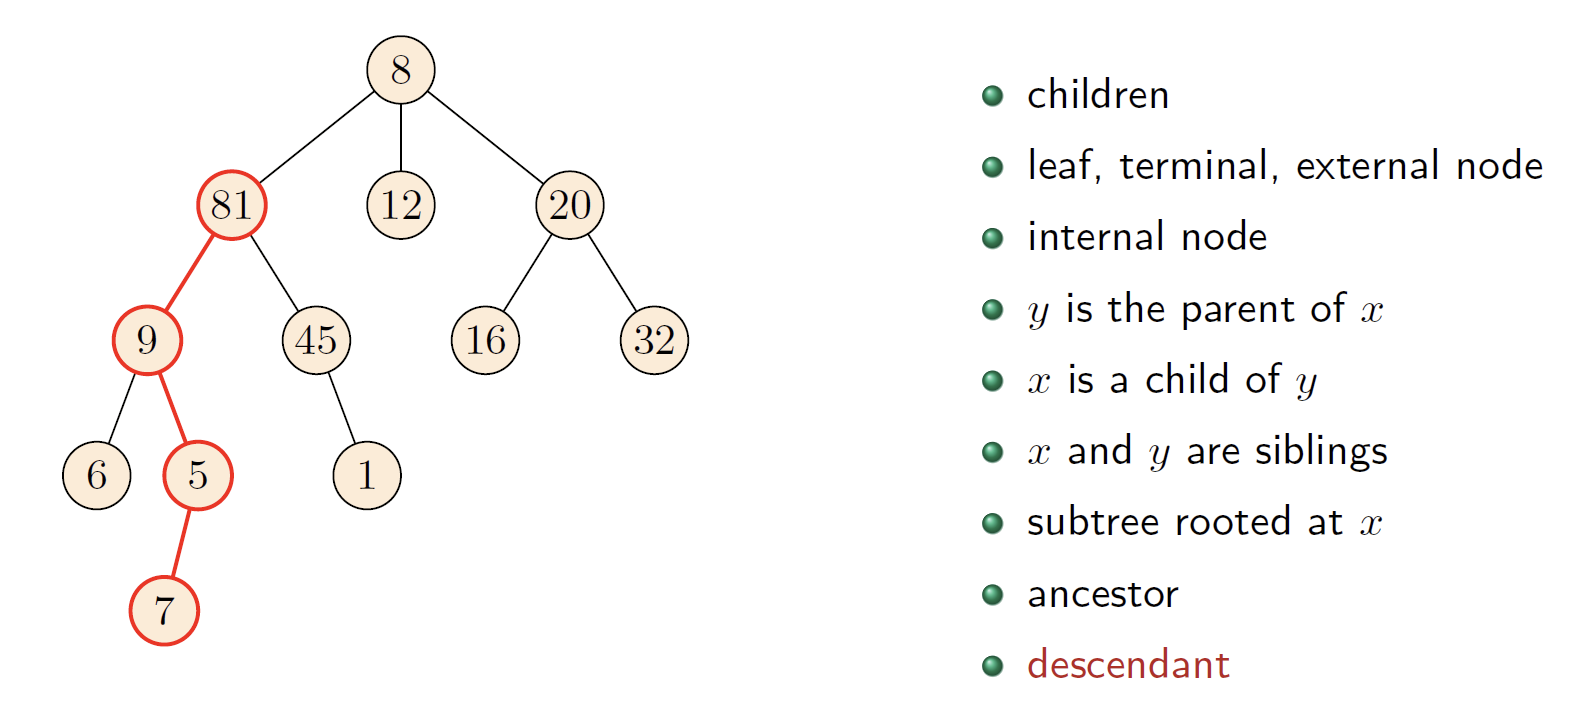 8
81 12 20
9 45 16 32
6 5 1
7
children
leaf, terminal, external node
internal node
y is the parent of x
x is a child of y
x and y are siblings
subtree rooted at x
ancestor
descendant